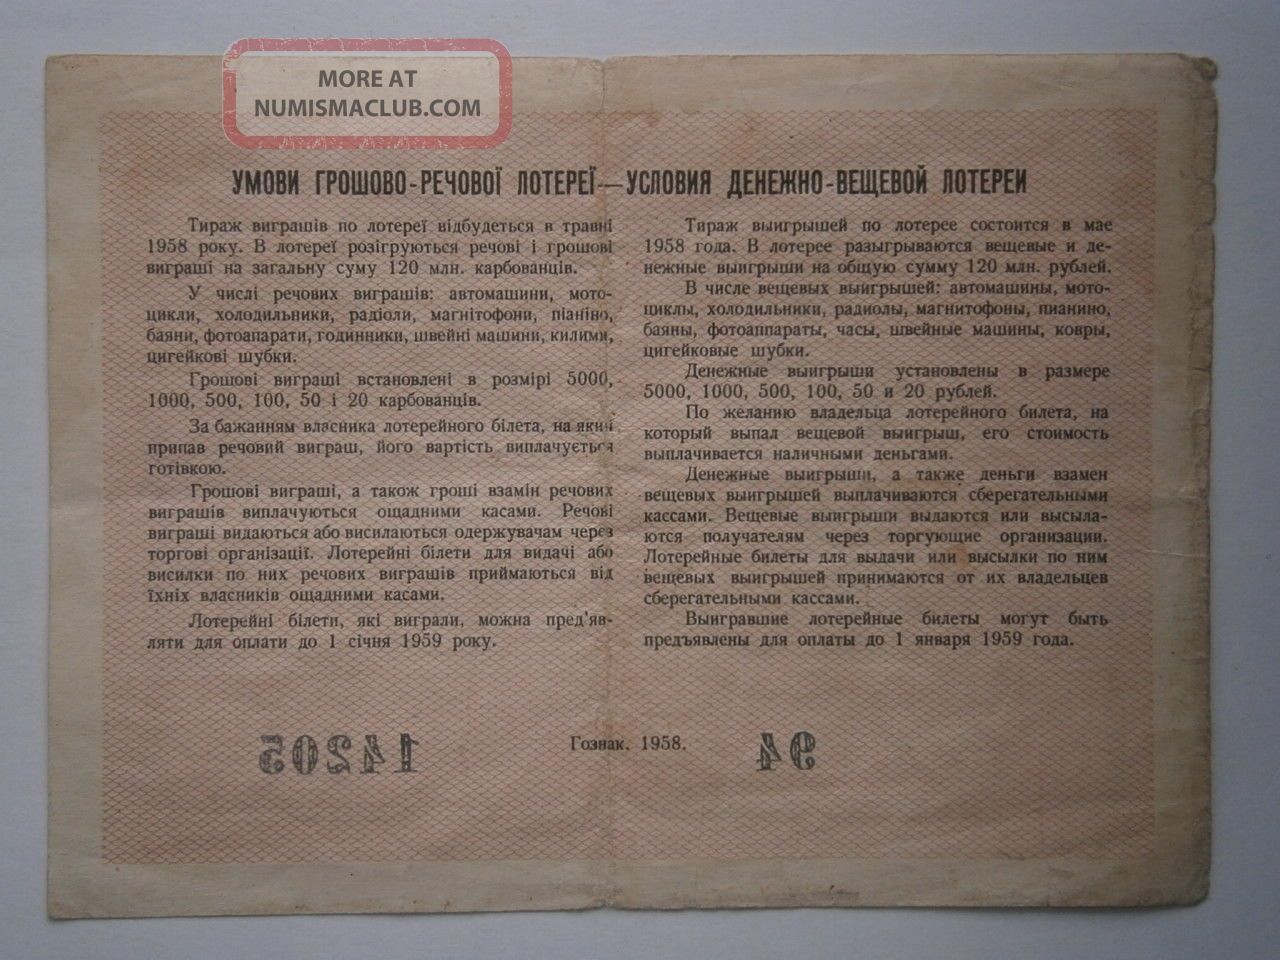 MORE AT
NUMISMACLUB.COM
УМОВИ ГРОШОВО-РЕЧОВОЇ ЛОТЕРЕЇ — УСЛОВИЯ ДЕНЕЖНО-ВЕЩЕВОЙ ЛОТЕРЕИ
Тираж виграшів по лотереї відбудеться в травні
1958 року. В лотереї розігруються речові і грошові
виграші на загальну суму 120 млн. карбованців.
У числі речових виграшів: автомашини, мото-
цикли, холодильники, радіоли, магнітофони, піаніно,
баяни, фотоапарати, годинники, швейні машини, килими,
цигейкові шубки.
Грошові виграші встановлені в розмірі 5000,
1000, 500, 100, 50 і 20 карбованців.
За бажанням власника лотерейного білета, на який
припав речовий виграш, його вартість виплачується
готівкою.
Грошові виграші, а також гроші взамін речових
виграшів виплачуються ощадними касами. Речові
виграші видаються або висилаються одержувачам через
торгові організації. Лотерейні білети для видачі або
висилки по них речових виграшів приймаються від
їхніх власників ощадними касами.
Лотерейні білети, які виграли, можна пред'яв-
ляти для оплати до 1 січня 1959 року.
Тираж выигрышей по лотерее состоится в мае
1958 года. В лотерее разыгрываются вещевые и де-
нежные выигрыши на общую сумму 120 млн. рублей.
В числе вещевых выигрышей: автомашины, мото-
циклы, холодильники, радиолы, магнитофоны, пианино,
баяны, фотоаппараты, часы, швейные машины, ковры,
цигейковые шубки.
Денежные выигрыши установлены в размере
5000, 1000, 500, 100, 50 и 20 рублей.
По желанию владельца лотерейного билета, на
который выпал вещевой выигрыш, его стоимость
выплачивается наличными деньгами.
Денежные выигрыши, а также деньги взамен
вещевых выигрышей выплачиваются сберегательными
кассами. Вещевые выигрыши выдаются или высыла-
ются получателям через торгующие организации.
Лотерейные билеты для выдачи или высылки по ним
вещевых выигрышей принимаются от их владельцев
сберегательными кассами.
Выигравшие лотерейные билеты могут быть
предъявлены для оплаты до 1 января 1959 года.
14205
Гознак. 1958.
94